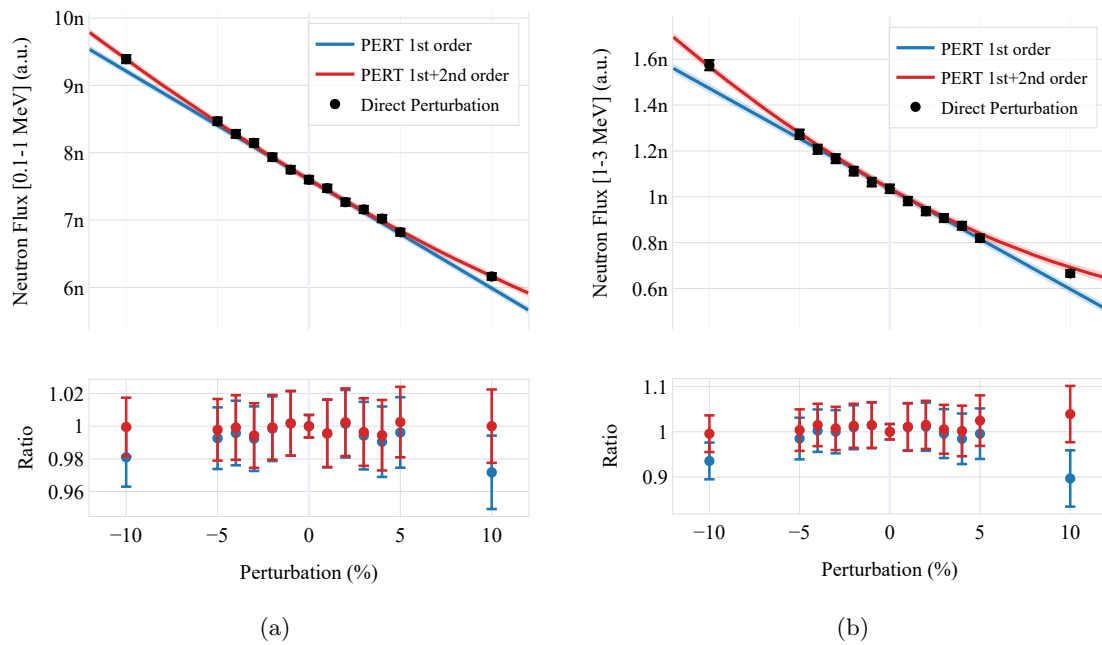 Neutron Flux [0.1-1 MeV] (a.u.)
10n
9n
8n
7n
6n
PERT 1st order
PERT 1st+2nd order
Direct Perturbation
Ratio
1.02
1
0.98
0.96
−10
−5
0
5
10
Perturbation (%)
(a)
Neutron Flux [1-3 MeV] (a.u.)
1.6n
1.4n
1.2n
1n
0.8n
0.6n
PERT 1st order
PERT 1st+2nd order
Direct Perturbation
Ratio
1.1
1
0.9
−10
−5
0
5
10
Perturbation (%)
(b)